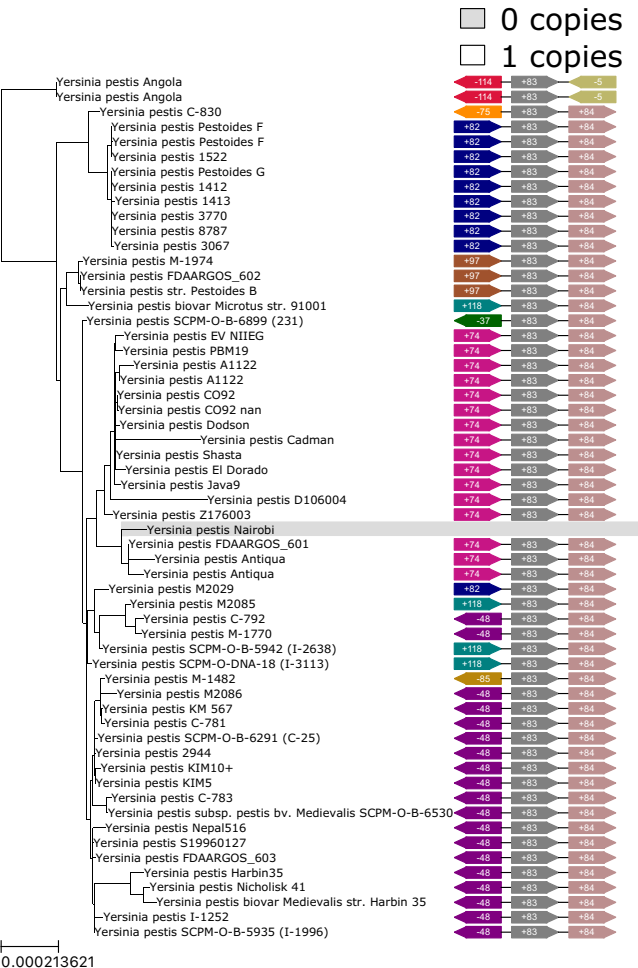 0 copies
1 copies
Yersinia pestis Angola -114 +83 -5
Yersinia pestis Angola -114 +83 -5
Yersinia pestis C-830 -75 +83 +84
Yersinia pestis Pestoides F +82 +83 +84
Yersinia pestis Pestoides F +82 +83 +84
Yersinia pestis 1522 +82 +83 +84
Yersinia pestis Pestoides G +82 +83 +84
Yersinia pestis 1412 +82 +83 +84
Yersinia pestis 1413 +82 +83 +84
Yersinia pestis 3770 +82 +83 +84
Yersinia pestis 8787 +82 +83 +84
Yersinia pestis 3067 +82 +83 +84
Yersinia pestis M-1974 +97 +83 +84
Yersinia pestis FDAARGOS_602 +97 +83 +84
Yersinia pestis str. Pestoides B +97 +83 +84
Yersinia pestis biovar Microtus str. 91001 +118 +83 +84
Yersinia pestis SCPM-O-B-6899 (231) -37 +83 +84
Yersinia pestis EV NIIEG +74 +83 +84
Yersinia pestis PBM19 +74 +83 +84
Yersinia pestis A1122 +74 +83 +84
Yersinia pestis A1122 +74 +83 +84
Yersinia pestis CO92 +74 +83 +84
Yersinia pestis CO92 nan +74 +83 +84
Yersinia pestis Dodson +74 +83 +84
Yersinia pestis Cadman +74 +83 +84
Yersinia pestis Shasta +74 +83 +84
Yersinia pestis El Dorado +74 +83 +84
Yersinia pestis Java9 +74 +83 +84
Yersinia pestis D106004 +74 +83 +84
Yersinia pestis Z176003 +74 +83 +84
Yersinia pestis Nairobi
Yersinia pestis FDAARGOS_601 +74 +83 +84
Yersinia pestis Antiqua +74 +83 +84
Yersinia pestis Antiqua +74 +83 +84
Yersinia pestis M2029 +82 +83 +84
Yersinia pestis M2085 +118 +83 +84
Yersinia pestis C-792 -48 +83 +84
Yersinia pestis M-1770 -48 +83 +84
Yersinia pestis SCPM-O-B-5942 (I-2638) +118 +83 +84
Yersinia pestis SCPM-O-DNA-18 (I-3113) +118 +83 +84
Yersinia pestis M-1482 -85 +83 +84
Yersinia pestis M2086 -48 +83 +84
Yersinia pestis KM 567 -48 +83 +84
Yersinia pestis C-781 -48 +83 +84
Yersinia pestis SCPM-O-B-6291 (C-25) -48 +83 +84
Yersinia pestis 2944 -48 +83 +84
Yersinia pestis KIM10+ -48 +83 +84
Yersinia pestis KIM5 -48 +83 +84
Yersinia pestis C-783 -48 +83 +84
Yersinia pestis subsp. pestis bv. Medievalis SCPM-O-B-6530 -48 +83 +84
Yersinia pestis Nepal516 -48 +83 +84
Yersinia pestis S19960127 -48 +83 +84
Yersinia pestis FDAARGOS_603 -48 +83 +84
Yersinia pestis Harbin35 -48 +83 +84
Yersinia pestis Nicholisk 41 -48 +83 +84
Yersinia pestis biovar Medievalis str. Harbin 35 -48 +83 +84
Yersinia pestis I-1252 -48 +83 +84
Yersinia pestis SCPM-O-B-5935 (I-1996) -48 +83 +84
0.000213621